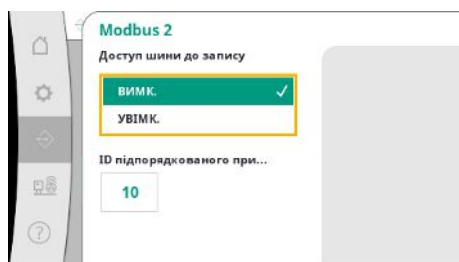 Modbus 2
Доступ шини до запису
ВИМК.
УВІМК.
ID підпорядкованого при...
10